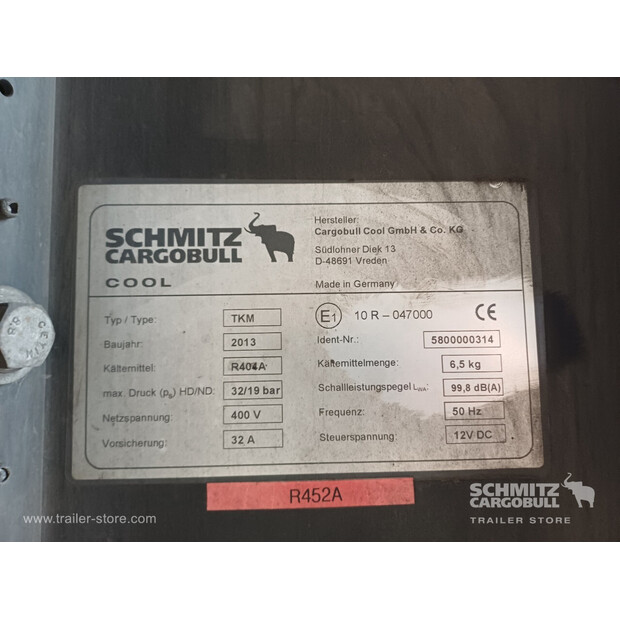 SCHMITZ
CARGOBULL
COOL
Hersteller:
Cargobull Cool GmbH & Co. KG
Südlohner Diek 13
D-48691 Vreden
Made in Germany
Typ / Type: TKM
Baujahr: 2013
Kältemittel: R404A
max. Druck (pₛ) HD/ND: 32/19 bar
Netzspannung: 400 V
Vorsicherung: 32 A
E1 10 R – 047000 CE
Ident-Nr.: 5800000314
Kältemittelmenge: 6,5 kg
Schallleistungspegel LWA: 99,8 dB(A)
Frequenz: 50 Hz
Steuerspannung: 12V DC
R452A
www.trailer-store.com
SCHMITZ
CARGOBULL
TRAILER STORE